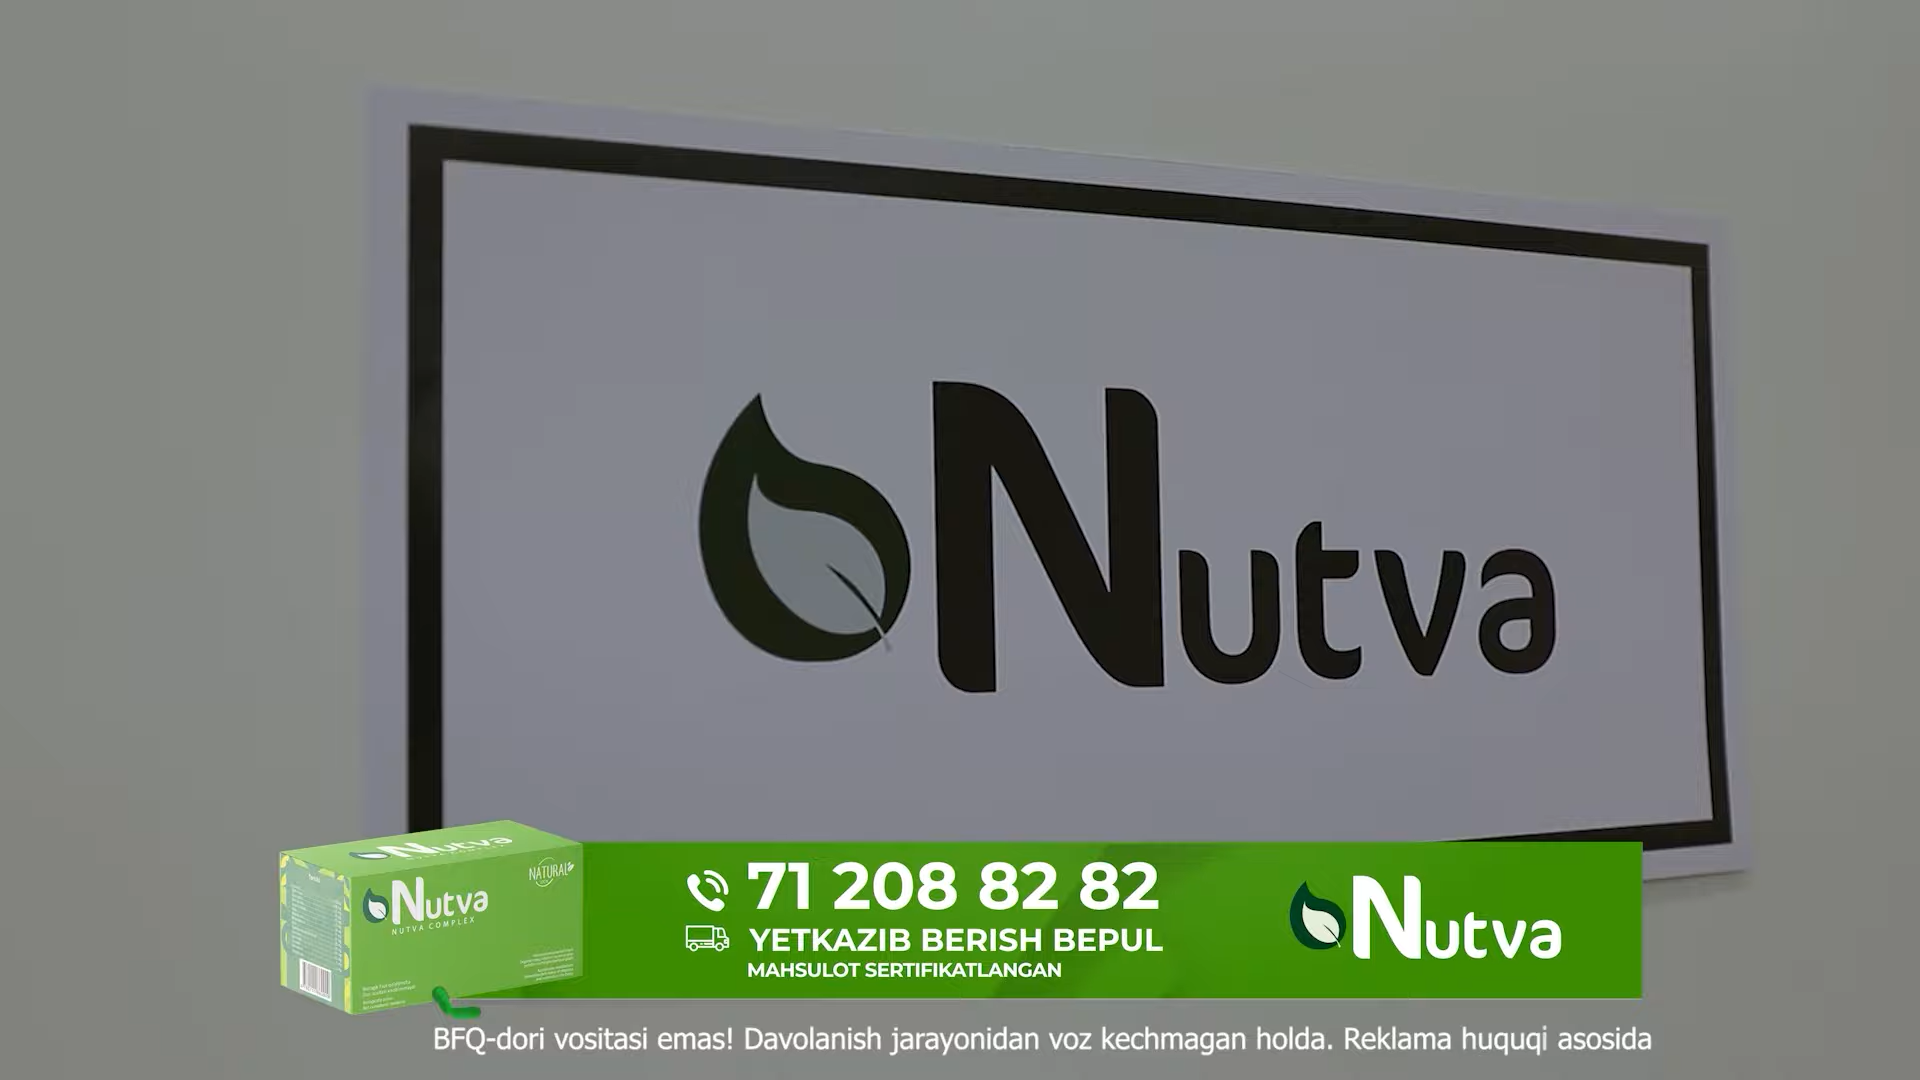 Nutva
Nutva
NUTVA COMPLEX
NATURAL
71 208 82 82
YETKAZIB BERISH BEPUL
MAHSULOT SERTIFIKATLANGAN
Nutva
BFQ-dori vositasi emas! Davolanish jarayonidan voz kechmagan holda. Reklama huquqi asosida